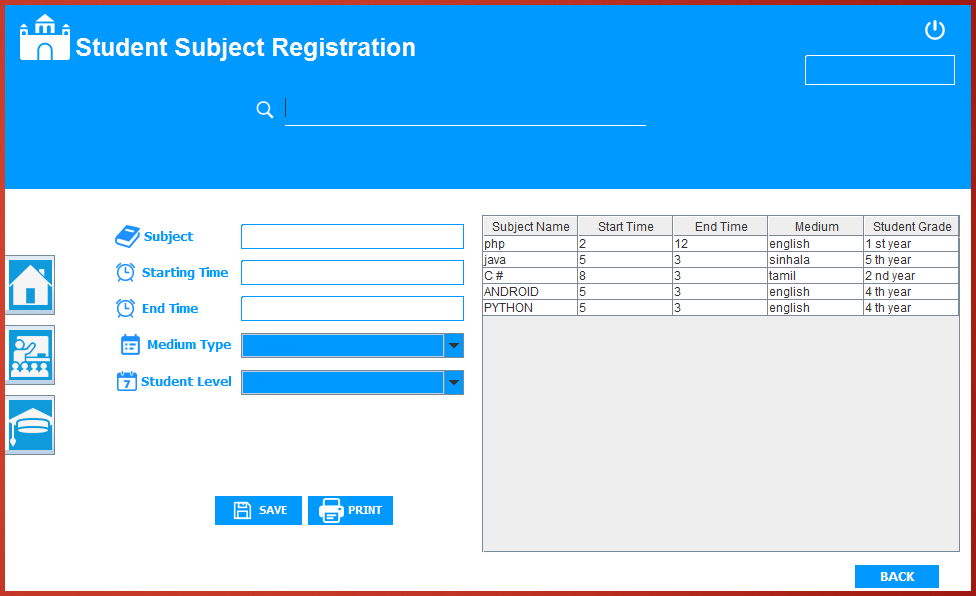 Student Subject Registration
Subject
Starting Time
End Time
Medium Type
7 Student Level
SAVE PRINT
Subject Name Start Time End Time Medium Student Grade
php 2 12 english 1 st year
java 5 3 sinhala 5 th year
C # 8 3 tamil 2 nd year
ANDROID 5 3 english 4 th year
PYTHON 5 3 english 4 th year
BACK